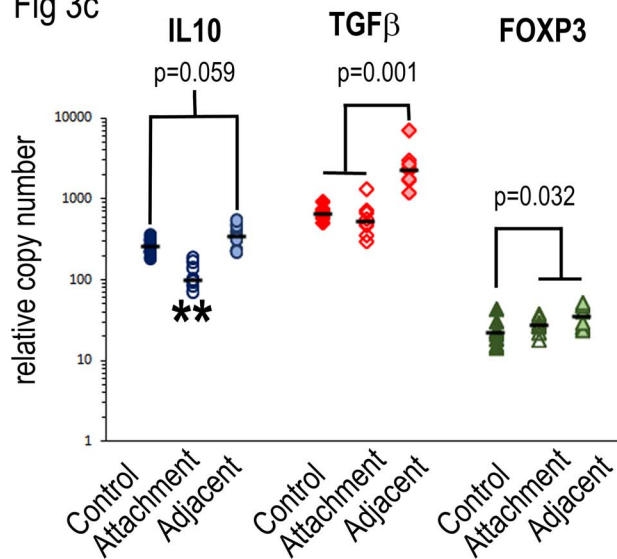 Fig 3c
IL10 TGFβ FOXP3
p=0.059 p=0.001
p=0.032
relative copy number
10000
1000
100
10
1
**
Control Attachment Adjacent Control Attachment Adjacent Control Attachment Adjacent